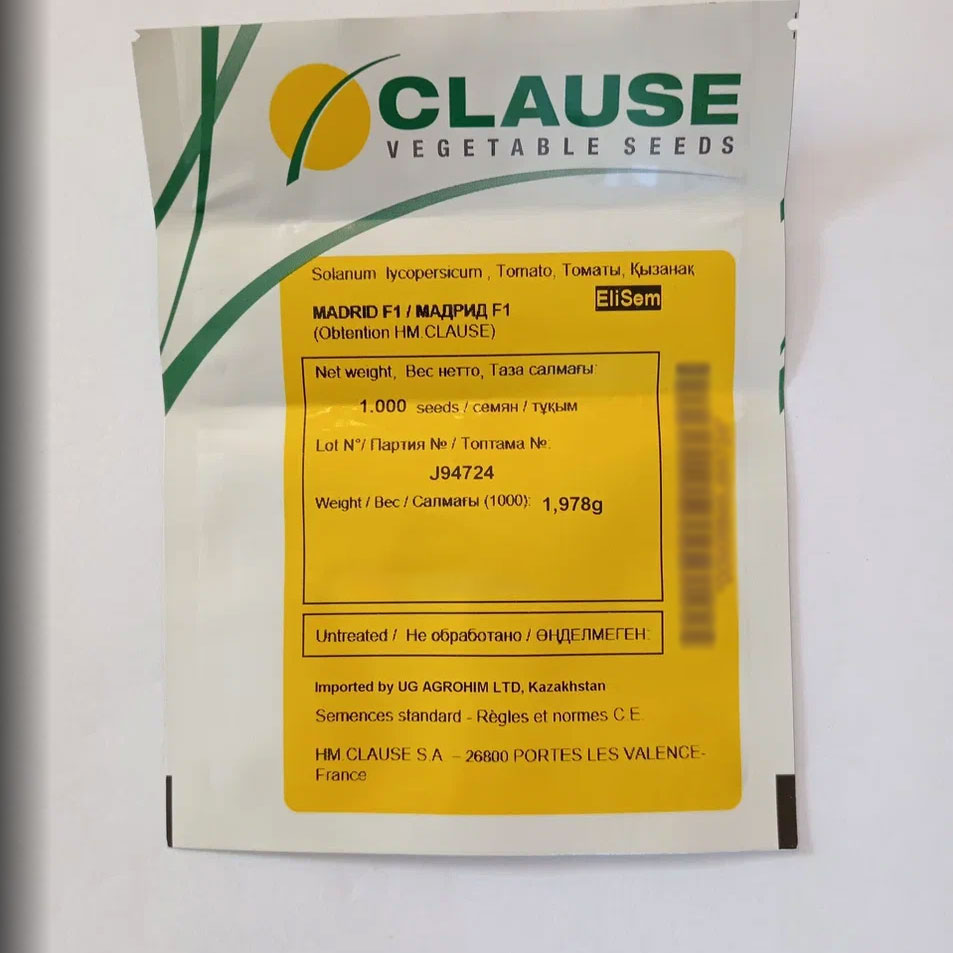 CLAUSE
VEGETABLE SEEDS
Solanum lycopersicum , Tomato, Томаты, Қызанақ
EliSem
MADRID F1 / МАДРИД F1
(Obtention HM.CLAUSE)
Net weight, Вес нетто, Таза салмағы:
1.000 seeds / семян / тұқым
Lot N°/ Партия № / Топтама №:
J94724
Weight / Вес / Салмағы (1000): 1,978g
Untreated / Не обработано / ӨҢДЕЛМЕГЕН:
Imported by UG AGROHIM LTD, Kazakhstan
Semences standard - Règles et normes C.E.
HM.CLAUSE S.A – 26800 PORTES LES VALENCE-
France